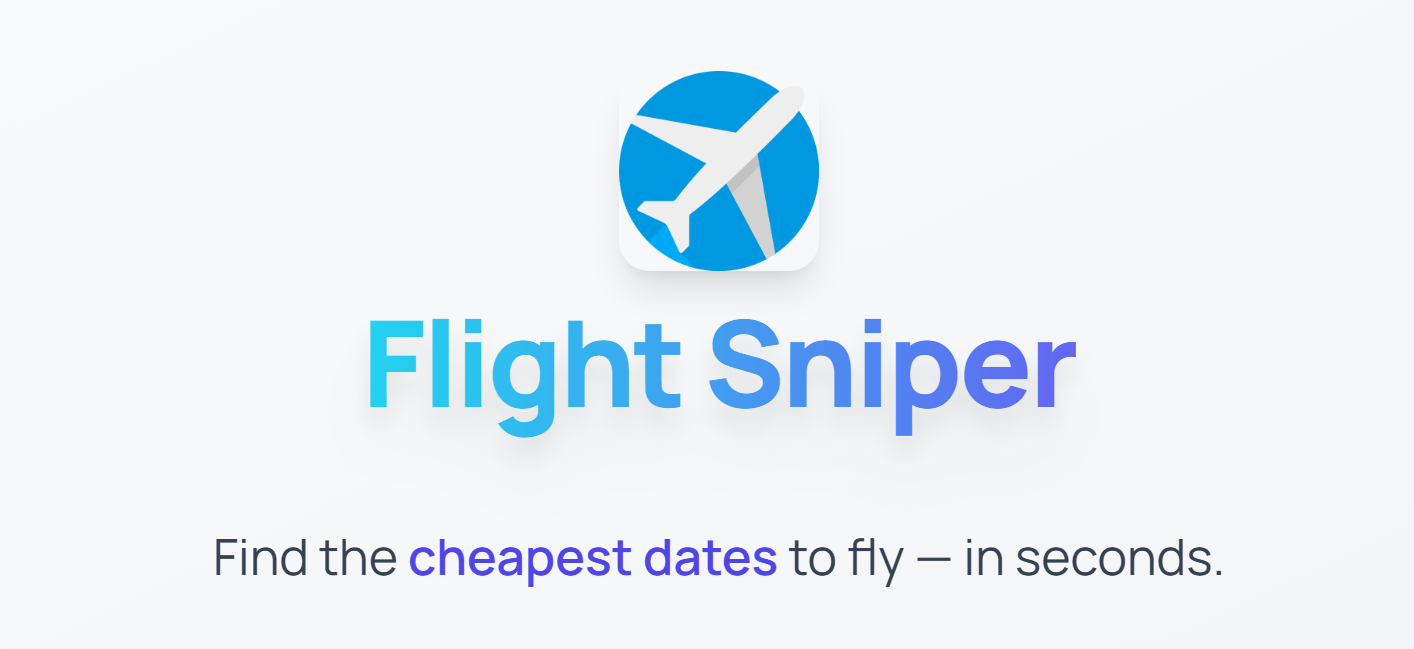 Flight Sniper
Find the cheapest dates to fly — in seconds.